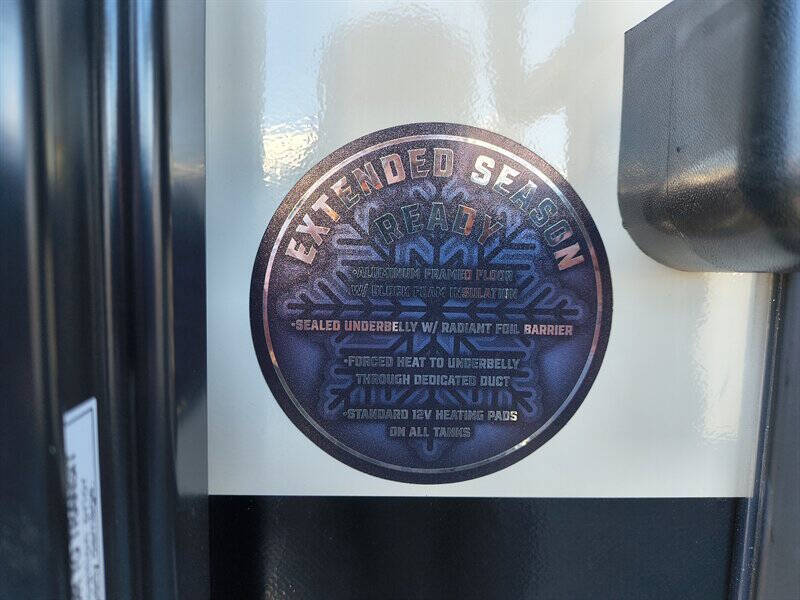 EXTENDED SEASON
READY
•ALUMINUM FRAMED FLOOR
W/ BLOCK FOAM INSULATION
•SEALED UNDERBELLY W/ RADIANT FOIL BARRIER
•FORCED HEAT TO UNDERBELLY
THROUGH DEDICATED DUCT
•STANDARD 12V HEATING PADS
ON ALL TANKS